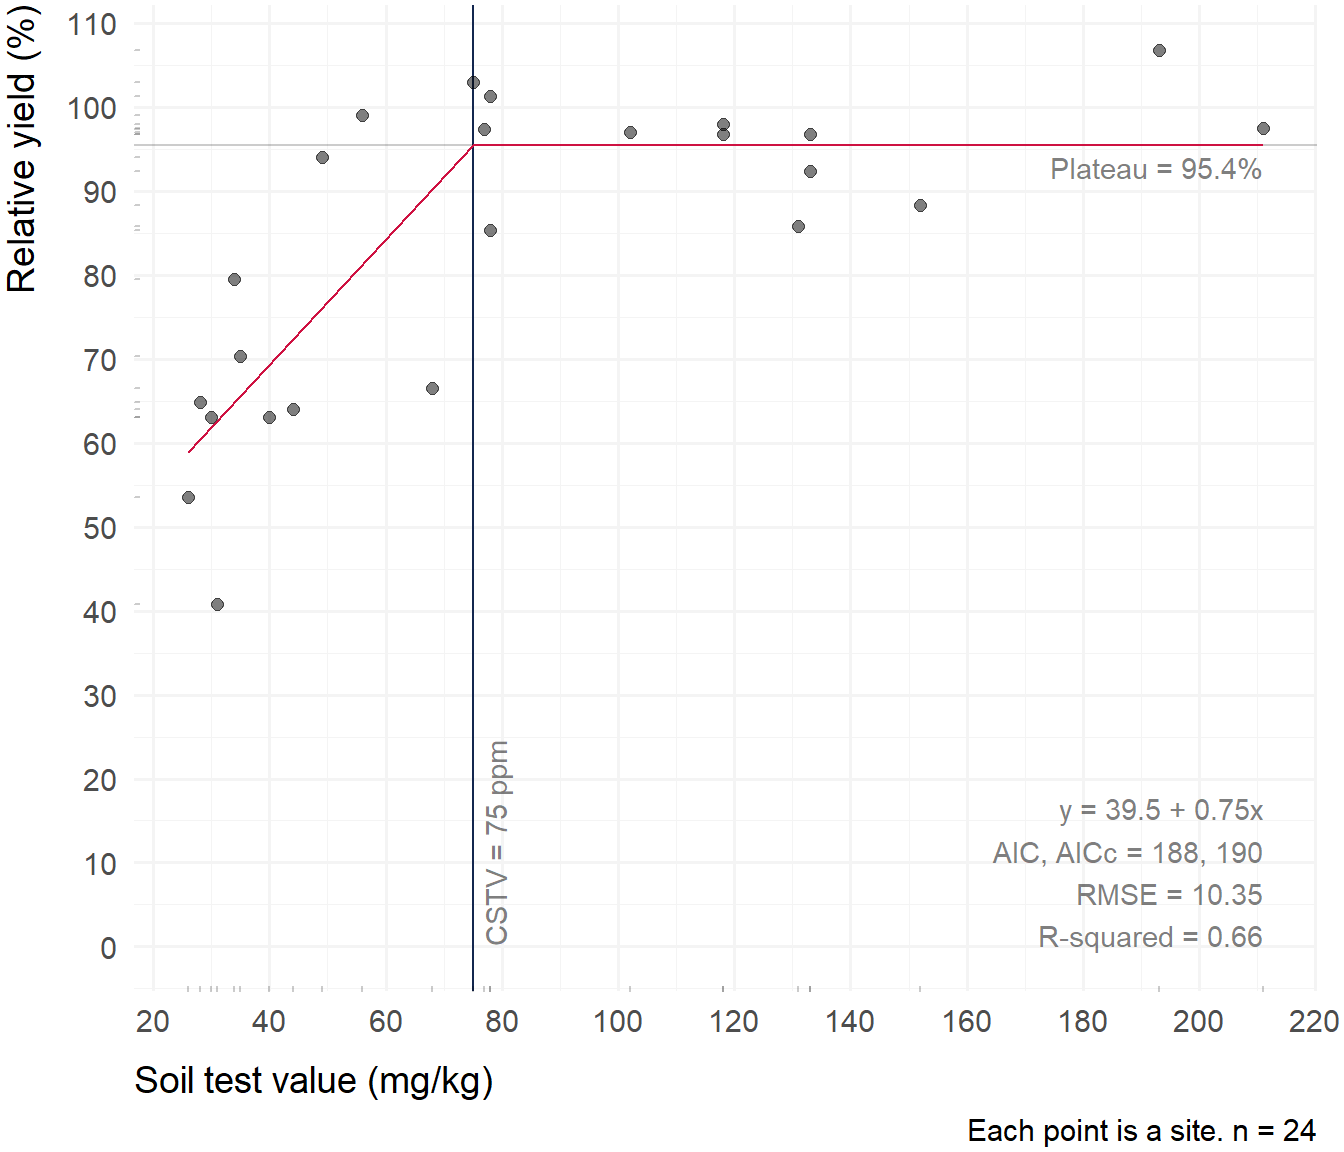 Relative yield (%)
110
100
90
80
70
60
50
40
30
20
10
0
Plateau = 95.4%
CSTV = 75 ppm
y = 39.5 + 0.75x
AIC, AICc = 188, 190
RMSE = 10.35
R-squared = 0.66
20 40 60 80 100 120 140 160 180 200 220
Soil test value (mg/kg)
Each point is a site. n = 24